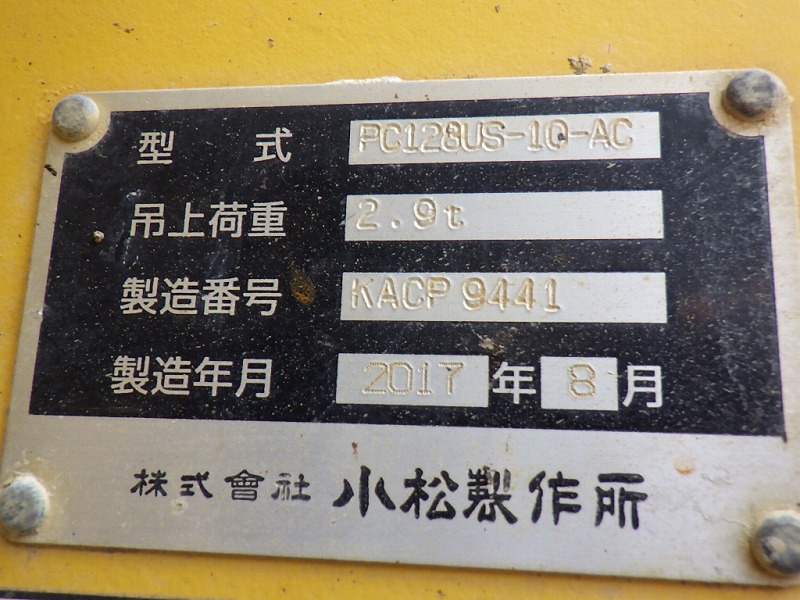 型 式 PC128US-10-AC
吊上荷重 2.9t
製造番号 KACP 9441
製造年月 2017 年 8 月
株式會社 小松製作所